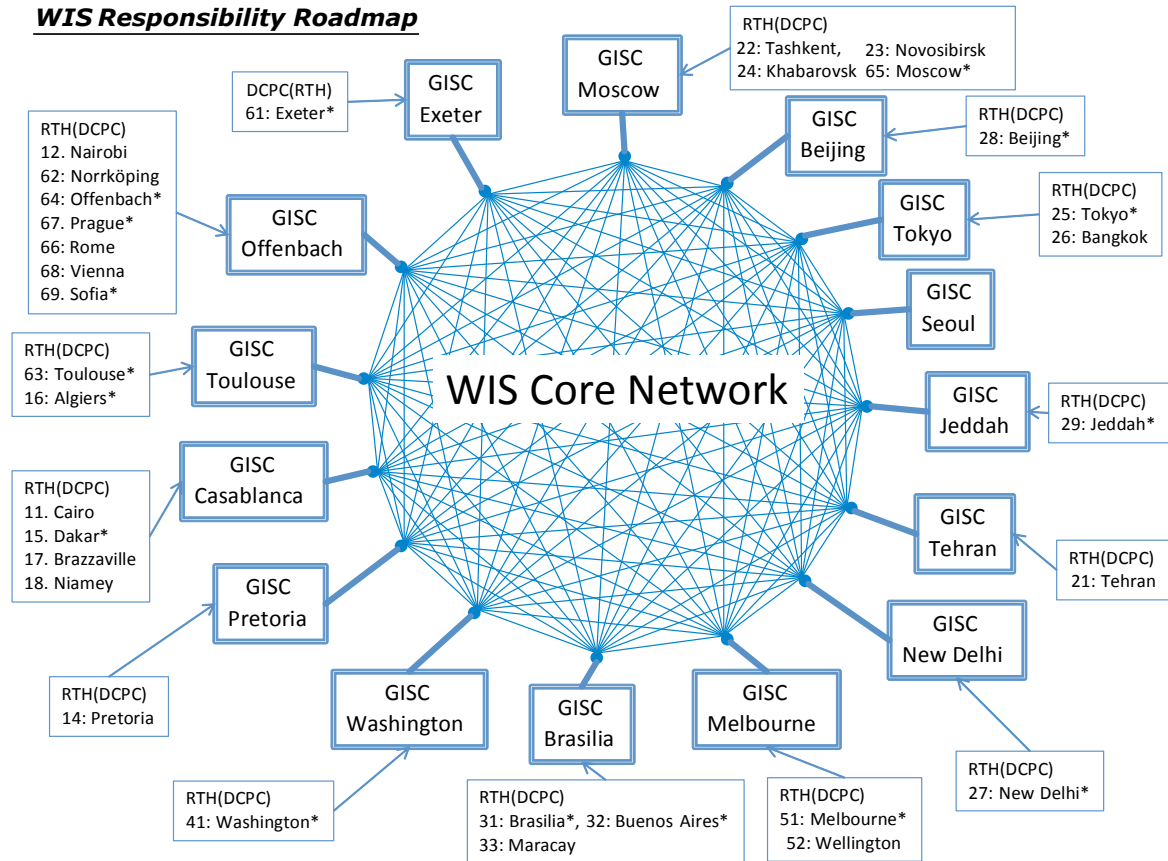 WIS Responsibility Roadmap
RTH(DCPC)
22: Tashkent, 23: Novosibirsk
24: Khabarovsk 65: Moscow*
GISC
Moscow
DCPC(RTH)
61: Exeter*
GISC
Exeter
GISC
Beijing
RTH(DCPC)
28: Beijing*
RTH(DCPC)
12. Nairobi
62: Norrköping
64: Offenbach*
67. Prague*
66: Rome
68: Vienna
69. Sofia*
GISC
Offenbach
GISC
Tokyo
RTH(DCPC)
25: Tokyo*
26: Bangkok
GISC
Seoul
RTH(DCPC)
63: Toulouse*
16: Algiers*
GISC
Toulouse
WIS Core Network
GISC
Jeddah
RTH(DCPC)
29: Jeddah*
RTH(DCPC)
11. Cairo
15. Dakar*
17. Brazzaville
18. Niamey
GISC
Casablanca
GISC
Tehran
RTH(DCPC)
21: Tehran
GISC
Pretoria
RTH(DCPC)
14: Pretoria
GISC
New Delhi
RTH(DCPC)
27: New Delhi*
GISC
Washington
RTH(DCPC)
41: Washington*
GISC
Brasilia
RTH(DCPC)
31: Brasilia*, 32: Buenos Aires*
33: Maracay
GISC
Melbourne
RTH(DCPC)
51: Melbourne*
52: Wellington